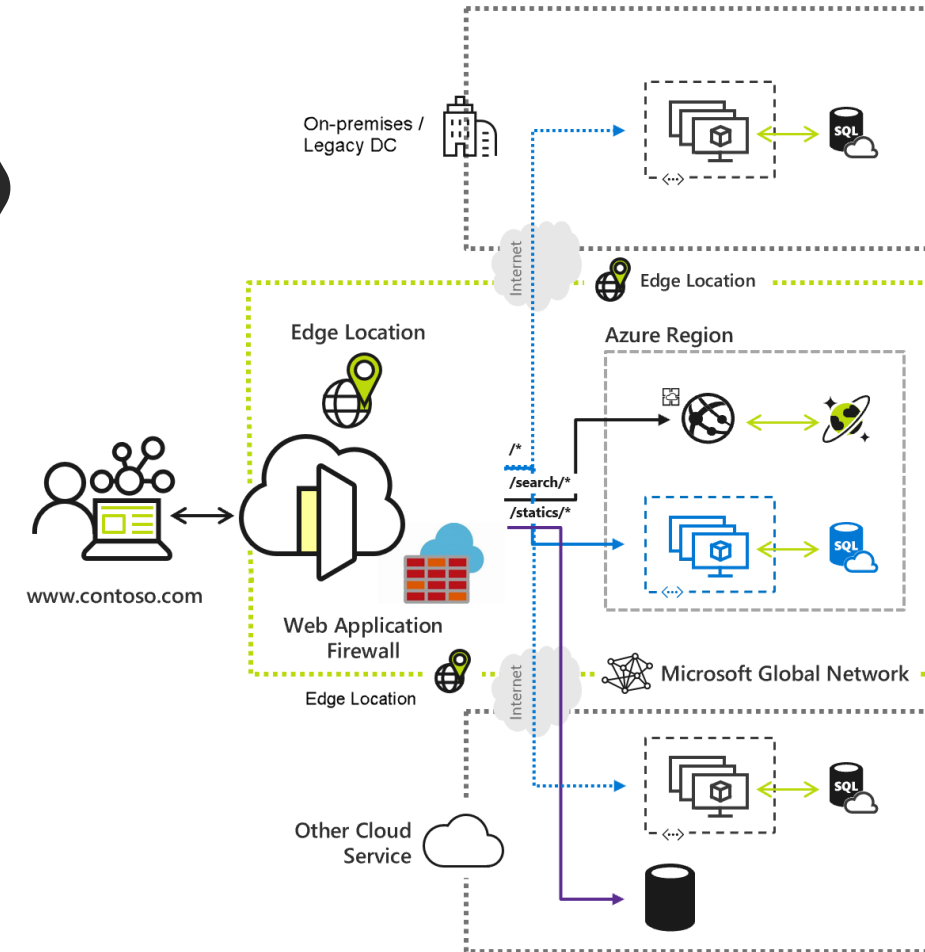 On-premises /
Legacy DC
SQL
Internet
Edge Location
Edge Location
Azure Region
/*
/search/*
/statics/*
SQL
www.contoso.com
Web Application
Firewall
Edge Location
Internet
Microsoft Global Network
SQL
Other Cloud
Service